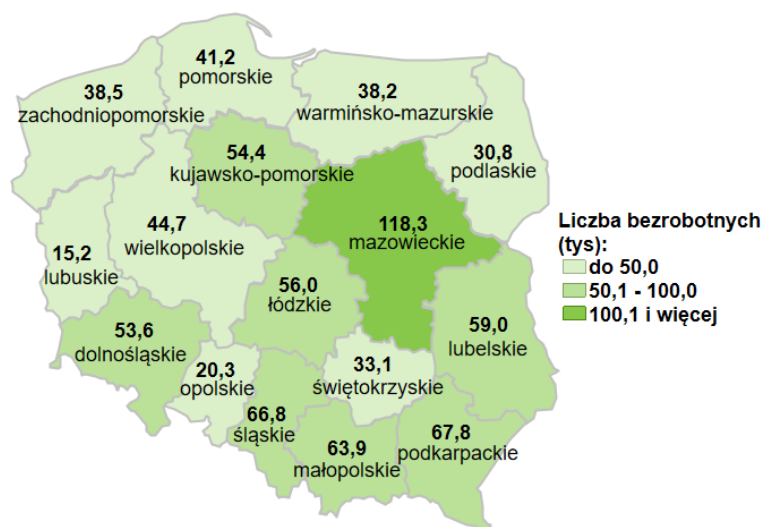 41,2
pomorskie
38,5
zachodniopomorskie
38,2
warmińsko-mazurskie
54,4
kujawsko-pomorskie
30,8
podlaskie
44,7
wielkopolskie
118,3
mazowieckie
15,2
lubuskie
56,0
łódzkie
53,6
dolnośląskie
59,0
lubelskie
20,3
opolskie
33,1
świętokrzyskie
66,8
śląskie
63,9
małopolskie
67,8
podkarpackie
Liczba bezrobotnych
(tys):
do 50,0
50,1 - 100,0
100,1 i więcej